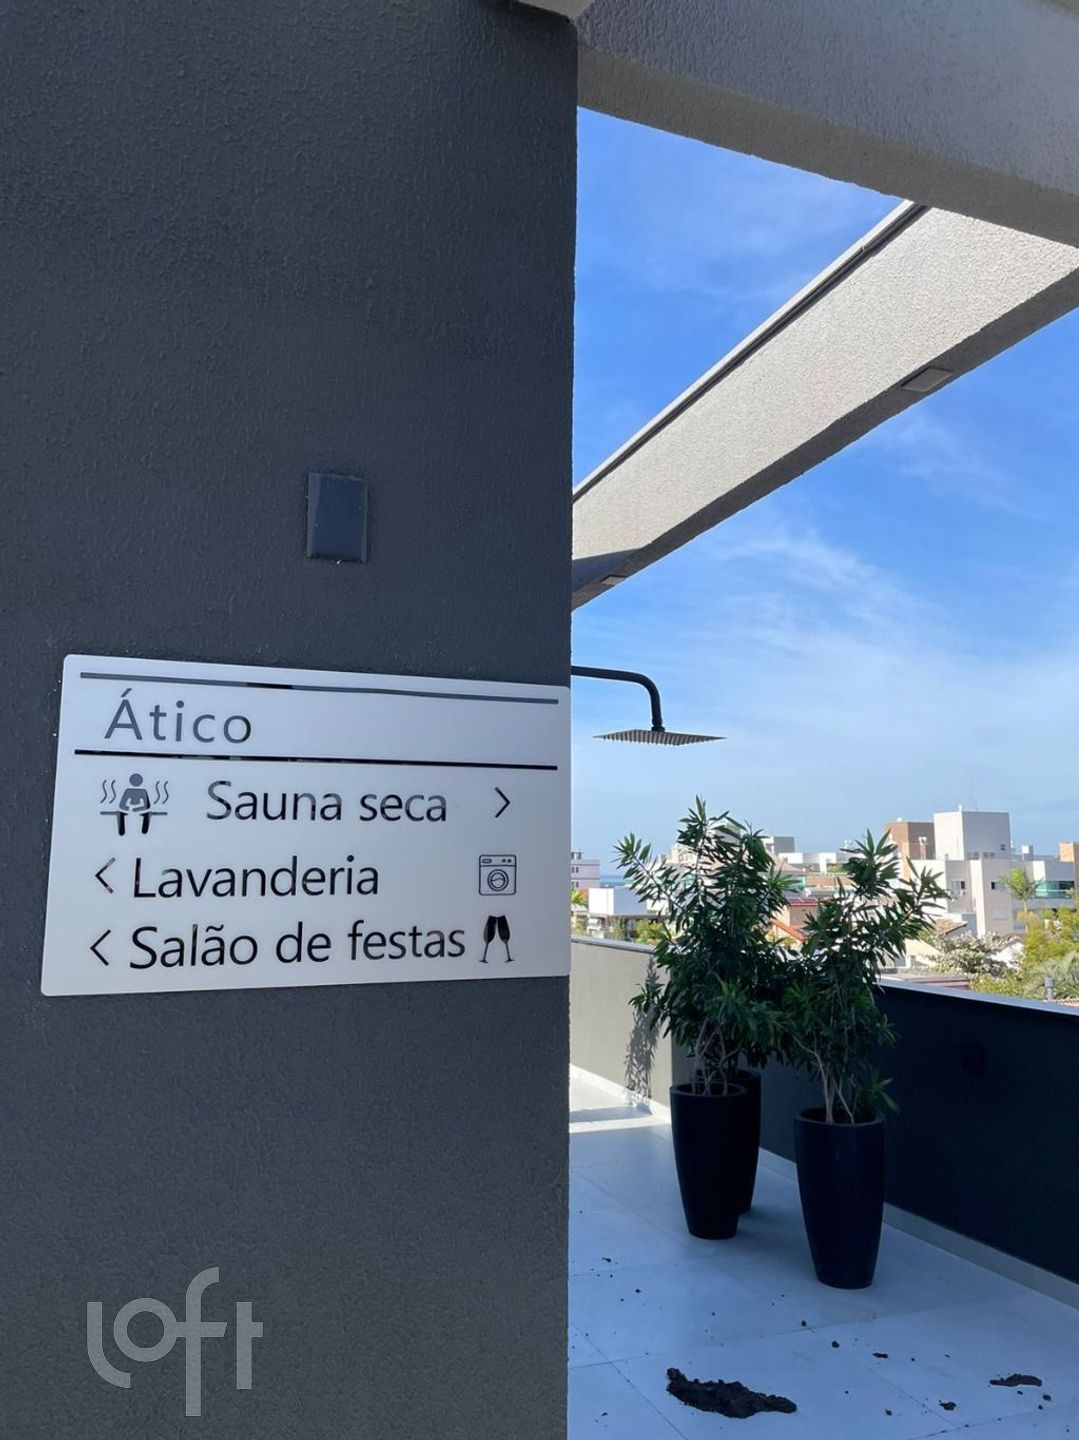 Ático
Sauna seca >
< Lavanderia
< Salão de festas
loft